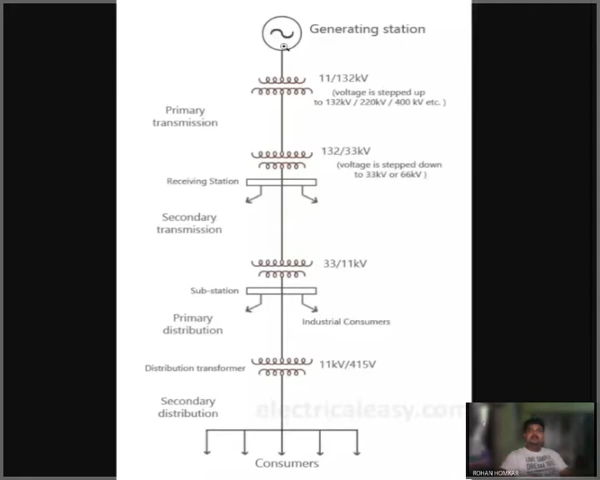 Generating station
11/132kV
(voltage is stepped up
to 132kV / 220kV / 400 kV etc. )
Primary
transmission
132/33kV
(voltage is stepped down
to 33kV or 66kV )
Receiving Station
Secondary
transmission
33/11kV
Sub-station
Primary
distribution
Industrial Consumers
Distribution transformer
11kV/415V
Secondary
distribution
electricaleasy.com
Consumers
ROHAN HOMKAR